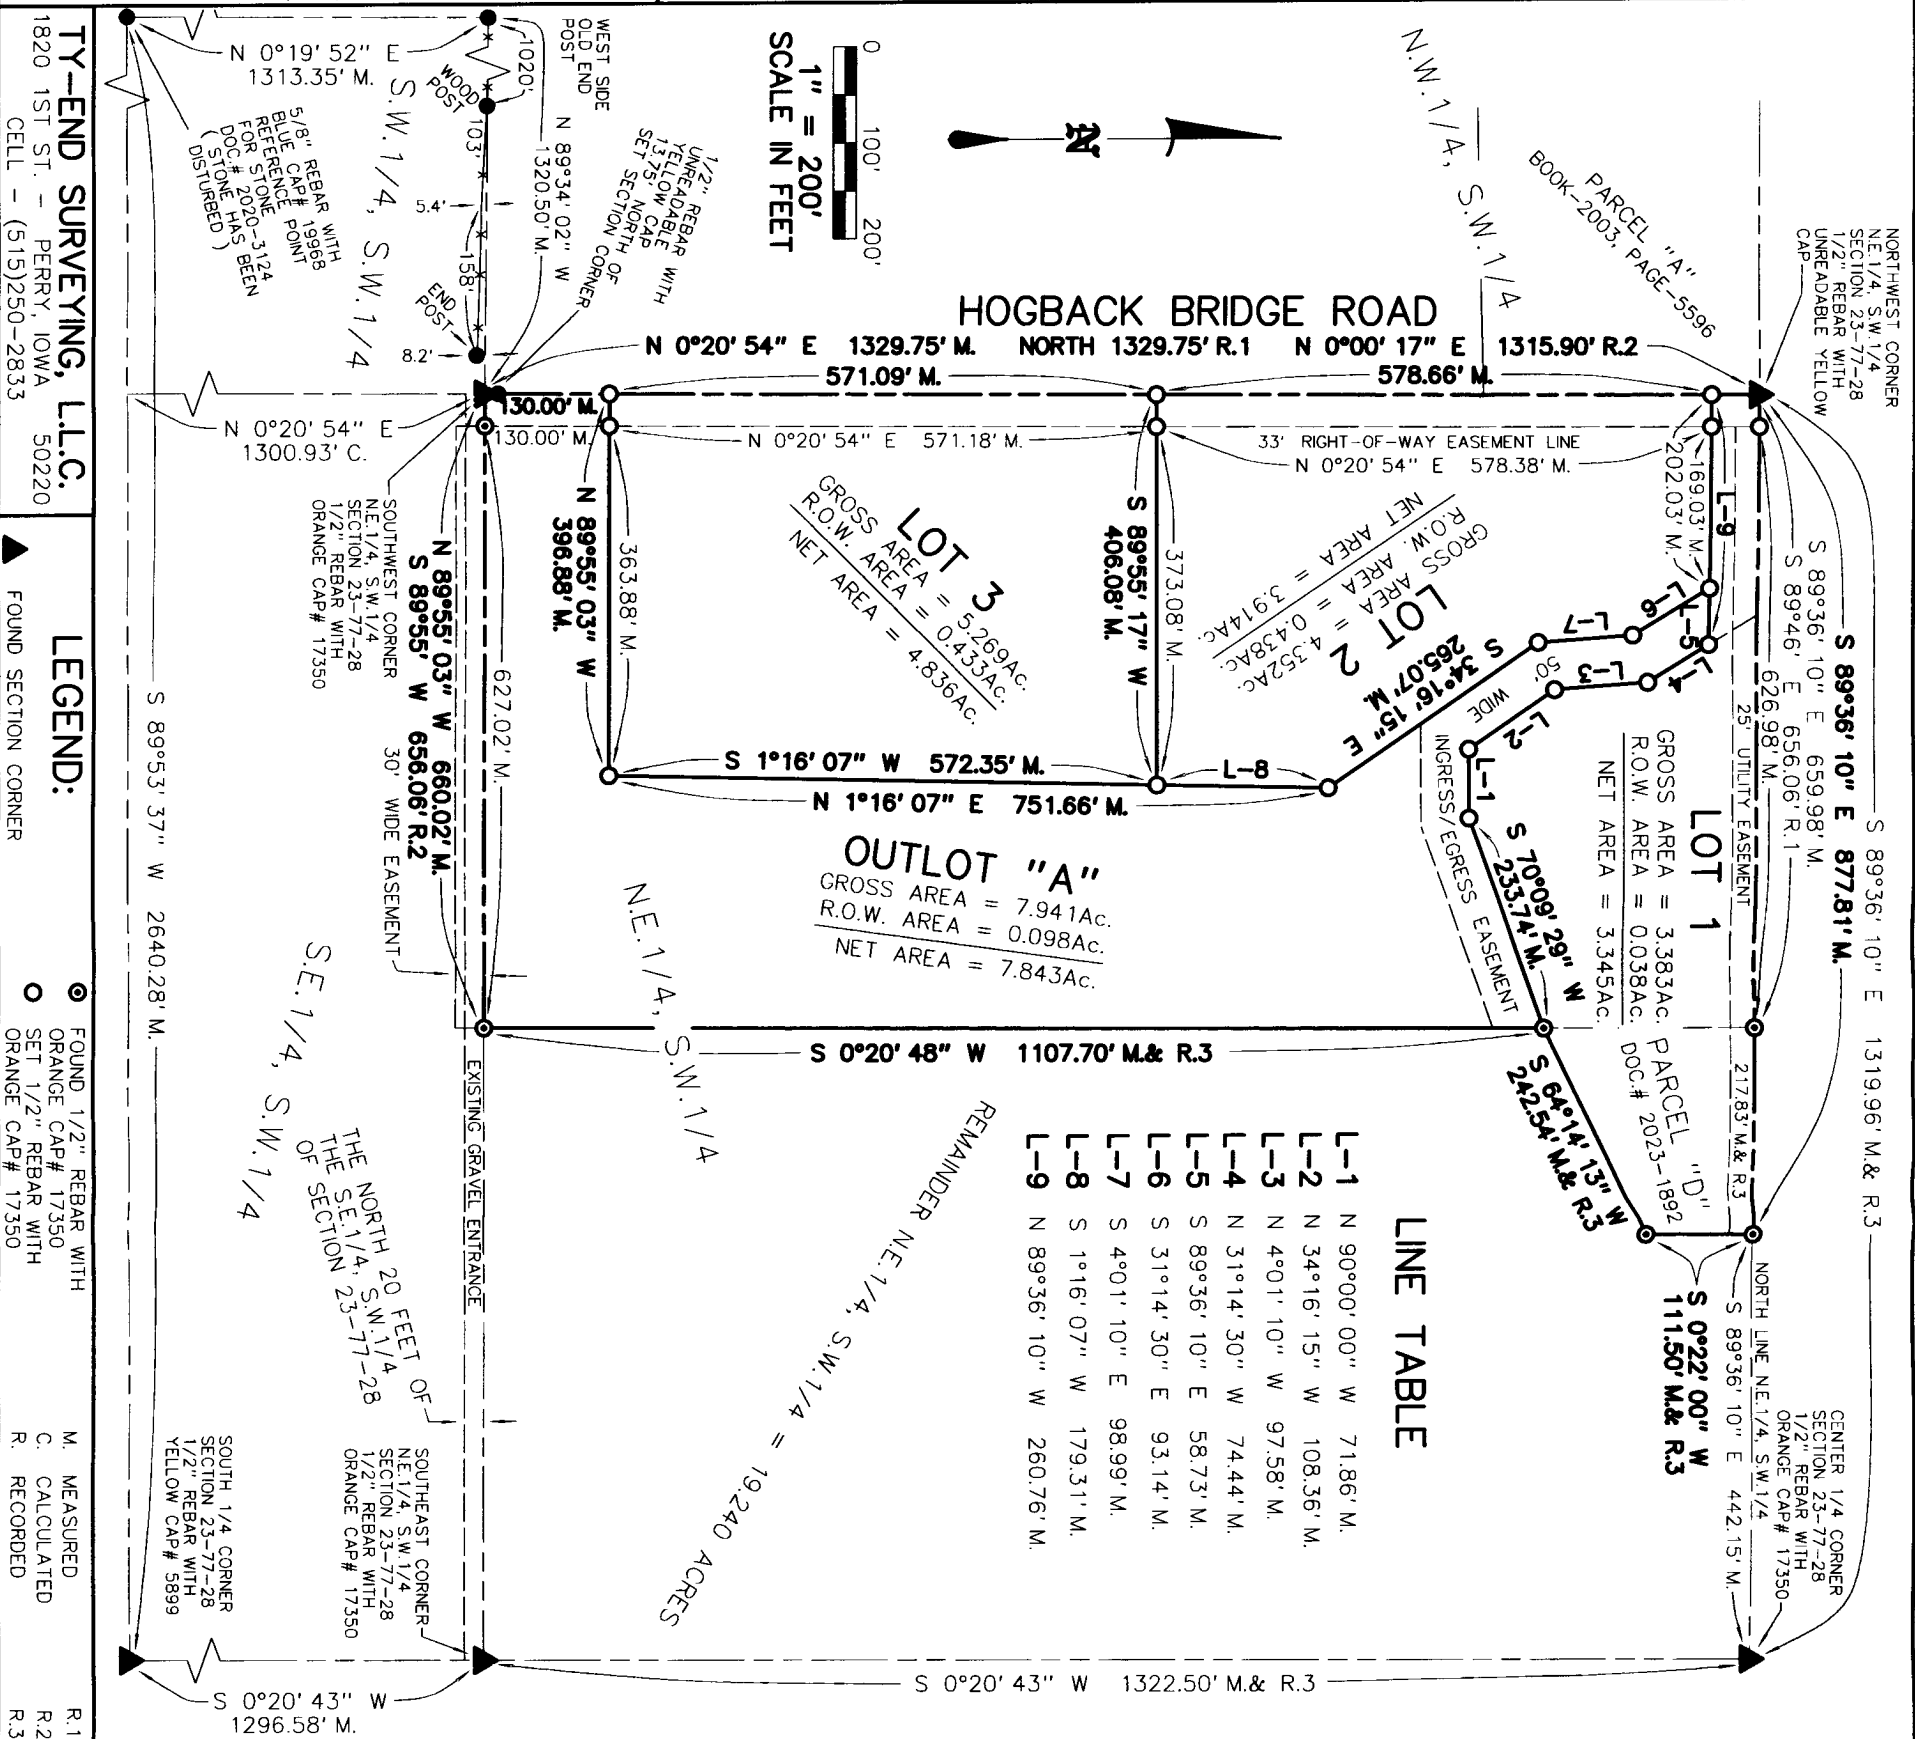 NORTHWEST CORNER
N.E.1/4, S.W.1/4
SECTION 23-77-28
1/2" REBAR WITH
UNREADABLE YELLOW
CAP
PARCEL "A"
BOOK-2003, PAGE-5596
N.W.1/4, S.W.1/4
S 89°36' 10" E 1319.96' M.& R.3
S 89°36' 10" E 877.81' M.
S 89°36' 10" E 659.98' M.
S 89°46' E 656.06' R.1
626.98' M.
25' UTILITY EASEMENT
217.83' M.& R.3
CENTER 1/4 CORNER
SECTION 23-77-28
1/2" REBAR WITH
ORANGE CAP# 17350
NORTH LINE N.E.1/4, S.W.1/4
S 89°36' 10" E 442.15' M.
S 0°22' 00" W
111.50' M.& R.3
PARCEL "D"
DOC.# 2023-1892
S 64°14' 13" W
242.54' M.& R.3
LOT 1
GROSS AREA = 3.383Ac.
R.O.W. AREA = 0.038Ac.
NET AREA = 3.345AC.
S 70°09' 29" W
233.74' M.
INGRESS/EGRESS EASEMENT
50'
WIDE
L-1
L-2
L-3
L-4
L-5
L-6
L-7
L-8
L-9
169.03' M.
202.03' M.
HOGBACK BRIDGE ROAD
N 0°20' 54" E 1329.75' M. NORTH 1329.75' R.1 N 0°00' 17" E 1315.90' R.2
130.00' M.
571.09' M.
578.66' M.
130.00' M.
N 0°20' 54" E 571.18' M.
33' RIGHT-OF-WAY EASEMENT LINE
N 0°20' 54" E 578.38' M.
LOT 2
GROSS AREA = 4.352Ac.
R.O.W. AREA = 0.438Ac.
NET AREA = 3.914Ac.
S 34°16' 15" E
265.07' M.
373.08' M.
S 89°55' 17" W
406.08' M.
LOT 3
GROSS AREA = 5.269Ac.
R.O.W. AREA = 0.433Ac.
NET AREA = 4.836Ac.
363.88' M.
N 89°55' 03" W
396.88' M.
S 1°16' 07" W 572.35' M.
N 1°16' 07" E 751.66' M.
OUTLOT "A"
GROSS AREA = 7.941Ac.
R.O.W. AREA = 0.098Ac.
NET AREA = 7.843Ac.
N.E.1/4, S.W.1/4
S 0°20' 48" W 1107.70' M.& R.3
LINE TABLE
L-1 N 90°00' 00" W 71.86' M.
L-2 N 34°16' 15" W 108.36' M.
L-3 N 4°01' 10" W 97.58' M.
L-4 N 31°14' 30" W 74.44' M.
L-5 S 89°36' 10" E 58.73' M.
L-6 S 31°14' 30" E 93.14' M.
L-7 S 4°01' 10" E 98.99' M.
L-8 S 1°16' 07" W 179.31' M.
L-9 N 89°36' 10" W 260.76' M.
REMAINDER N.E.1/4, S.W.1/4 = 19.240 ACRES
S 0°20' 43" W 1322.50' M.& R.3
0 100' 200'
1" = 200'
SCALE IN FEET
N
WEST SIDE
OLD END
POST
1020'
WOOD
POST
103'
5.4'
158'
END
POST
8.2'
N 89°34' 02" W
1320.50' M.
1/2" REBAR WITH
UNREADABLE
YELLOW CAP
13.75' NORTH OF
SET SECTION CORNER
N 0°19' 52" E
1313.35' M.
S.W.1/4, S.W.1/4
5/8" REBAR WITH
BLUE CAP# 19968
REFERENCE POINT
FOR STONE
DOC.# 2020-3124
( STONE HAS BEEN
DISTURBED )
N 0°20' 54" E
1300.93' C.
SOUTHWEST CORNER
N.E.1/4, S.W.1/4
SECTION 23-77-28
1/2" REBAR WITH
ORANGE CAP# 17350
627.02' M.
N 89°55' 03" W 660.02' M.
S 89°55' W 656.06' R.2
30' WIDE EASEMENT
EXISTING GRAVEL ENTRANCE
THE NORTH 20 FEET OF
THE S.E.1/4, S.W.1/4
OF SECTION 23-77-28
S.E.1/4, S.W.1/4
SOUTHEAST CORNER
N.E.1/4, S.W.1/4
SECTION 23-77-28
1/2" REBAR WITH
ORANGE CAP# 17350
SOUTH 1/4 CORNER
SECTION 23-77-28
1/2" REBAR WITH
YELLOW CAP# 5899
S 89°53' 37" W 2640.28' M.
S 0°20' 43" W
1296.58' M.
TY-END SURVEYING, L.L.C.
1820 1ST ST. - PERRY, IOWA 50220
CELL - (515)250-2833
LEGEND:
FOUND SECTION CORNER
FOUND 1/2" REBAR WITH
ORANGE CAP# 17350
SET 1/2" REBAR WITH
ORANGE CAP# 17350
M. MEASURED
C. CALCULATED
R. RECORDED
R.1
R.2
R.3